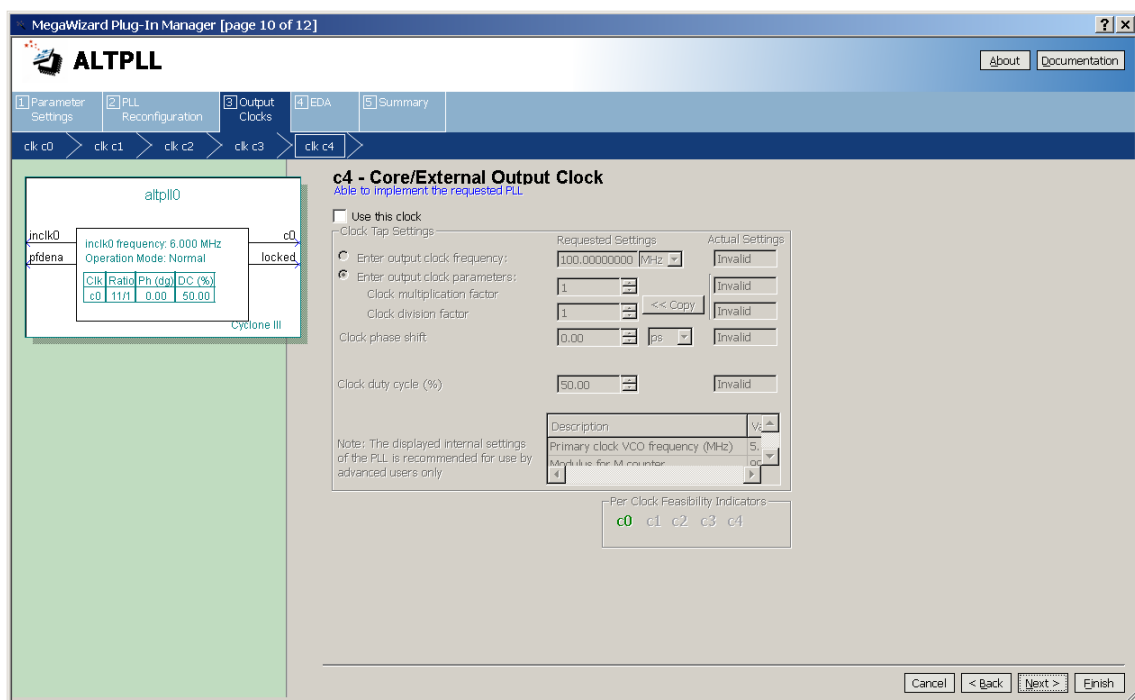 MegaWizard Plug-In Manager [page 10 of 12]
ALTPLL
About Documentation
1 Parameter Settings
2 PLL Reconfiguration
3 Output Clocks
4 EDA
5 Summary
clk c0 clk c1 clk c2 clk c3 clk c4
altpll0
inclk0
pfdena
c0
locked
inclk0 frequency: 6.000 MHz
Operation Mode: Normal
Clk Ratio Ph (dg) DC (%)
c0 11/1 0.00 50.00
Cyclone III
c4 - Core/External Output Clock
Able to implement the requested PLL
Use this clock
Clock Tap Settings
Requested Settings Actual Settings
Enter output clock frequency: 100.00000000 MHz Invalid
Enter output clock parameters:
Clock multiplication factor 1 Invalid
<< Copy
Clock division factor 1 Invalid
Clock phase shift 0.00 ps Invalid
Clock duty cycle (%) 50.00 Invalid
Note: The displayed internal settings
of the PLL is recommended for use by
advanced users only
Description
Primary clock VCO frequency (MHz) 5.
Modulus for M counter
Per Clock Feasibility Indicators
c0 c1 c2 c3 c4
Cancel < Back Next > Finish